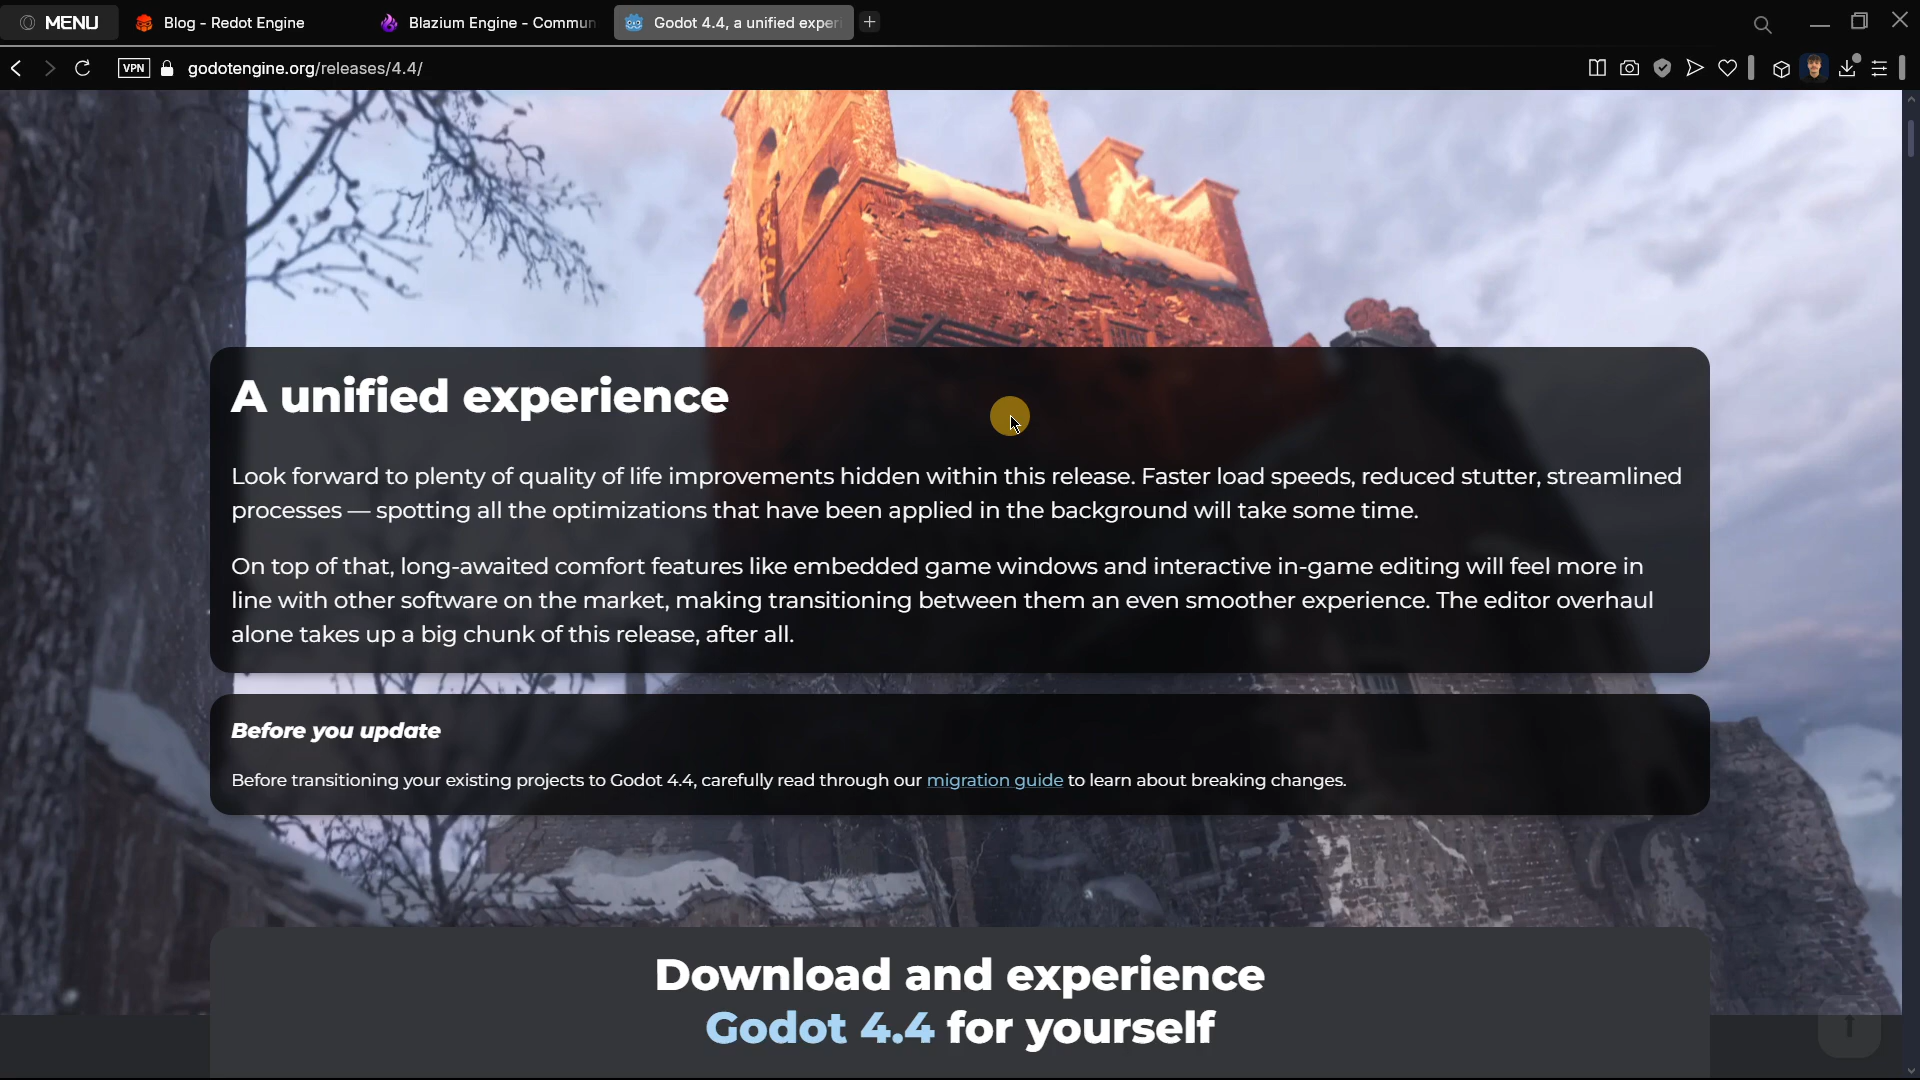 MENU
Blog - Redot Engine
Blazium Engine - Commun
Godot 4.4, a unified exper
VPN
godotengine.org/releases/4.4/
A unified experience
Look forward to plenty of quality of life improvements hidden within this release. Faster load speeds, reduced stutter, streamlined
processes — spotting all the optimizations that have been applied in the background will take some time.
On top of that, long-awaited comfort features like embedded game windows and interactive in-game editing will feel more in
line with other software on the market, making transitioning between them an even smoother experience. The editor overhaul
alone takes up a big chunk of this release, after all.
Before you update
Before transitioning your existing projects to Godot 4.4, carefully read through our migration guide to learn about breaking changes.
Download and experience
Godot 4.4 for yourself